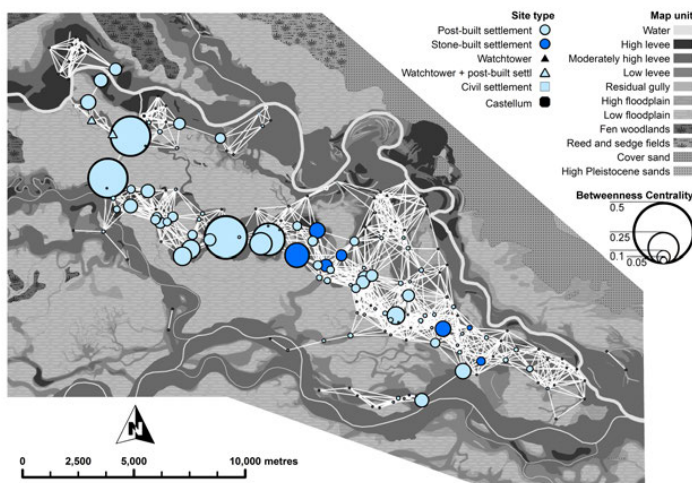 Site type
Post-built settlement
Stone-built settlement
Watchtower
Watchtower + post-built settl
Civil settlement
Castellum
Map unit
Water
High levee
Moderately high levee
Low levee
Residual gully
High floodplain
Low floodplain
Fen woodlands
Reed and sedge fields
Cover sand
High Pleistocene sands
Betweenness Centrality
0.5
0.25
0.1
0.05
N
0 2,500 5,000 10,000 metres